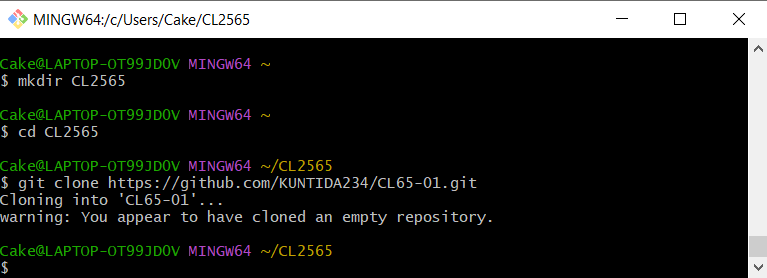 MINGW64:/c/Users/Cake/CL2565
Cake@LAPTOP-OT99JD0V MINGW64 ~
$ mkdir CL2565
Cake@LAPTOP-OT99JD0V MINGW64 ~
$ cd CL2565
Cake@LAPTOP-OT99JD0V MINGW64 ~/CL2565
$ git clone https://github.com/KUNTIDA234/CL65-01.git
Cloning into 'CL65-01'...
warning: You appear to have cloned an empty repository.
Cake@LAPTOP-OT99JD0V MINGW64 ~/CL2565
$